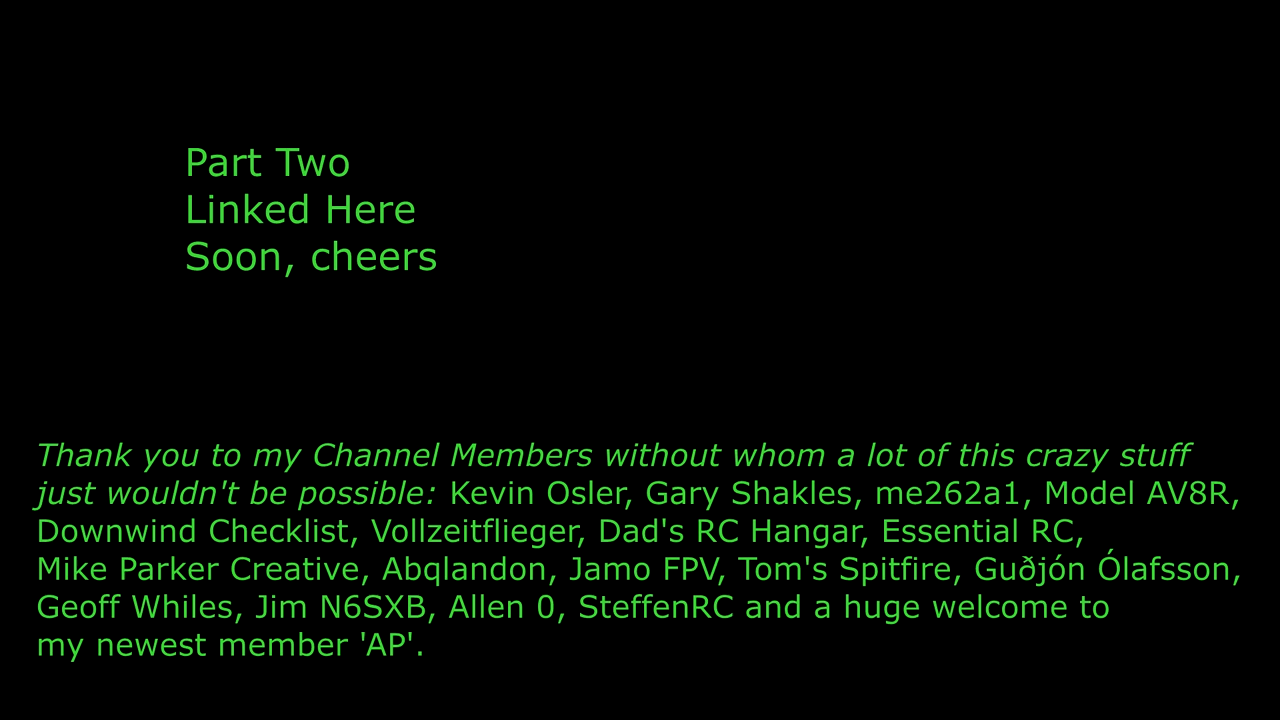 Part Two
Linked Here
Soon, cheers
Thank you to my Channel Members without whom a lot of this crazy stuff
just wouldn't be possible: Kevin Osler, Gary Shakles, me262a1, Model AV8R,
Downwind Checklist, Vollzeitflieger, Dad's RC Hangar, Essential RC,
Mike Parker Creative, Abqlandon, Jamo FPV, Tom's Spitfire, Guðjón Ólafsson,
Geoff Whiles, Jim N6SXB, Allen 0, SteffenRC and a huge welcome to
my newest member 'AP'.